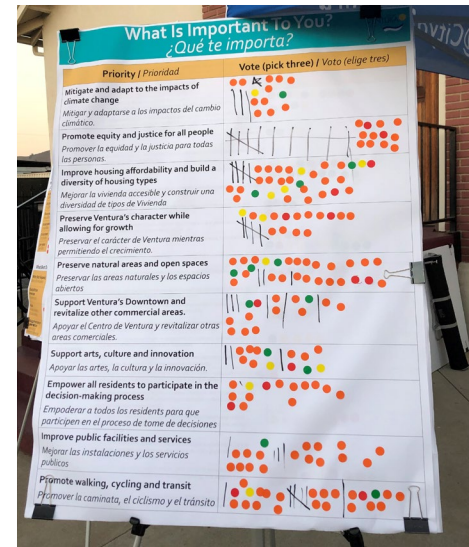 What Is Important To You?
¿Qué te importa?
Priority / Prioridad
Vote (pick three) / Voto (elige tres)
Mitigate and adapt to the impacts of
climate change
Mitigar y adaptarse a los impactos del cambio
climático.
Promote equity and justice for all people
Promover la equidad y la justicia para todas
las personas.
Improve housing affordability and build a
diversity of housing types
Mejorar la vivienda accesible y construir una
diversidad de tipos de Vivienda
Preserve Ventura's character while
allowing for growth
Preservar el carácter de Ventura mientras
permitiendo el crecimiento.
Preserve natural areas and open spaces
Preservar las areas naturales y los espacios
abiertos
Support Ventura's Downtown and
revitalize other commercial areas.
Apoyar el Centro de Ventura y revitalizar otras
areas comerciales.
Support arts, culture and innovation
Apoyar las artes, la cultura y la innovación.
Empower all residents to participate in the
decision-making process
Empoderar a todos los residents para que
participen en el proceso de tome de decisiones
Improve public facilities and services
Mejorar las instalaciones y los servicios
publicos
Promote walking, cycling and transit
Promover la caminata, el ciclismo y el tránsito